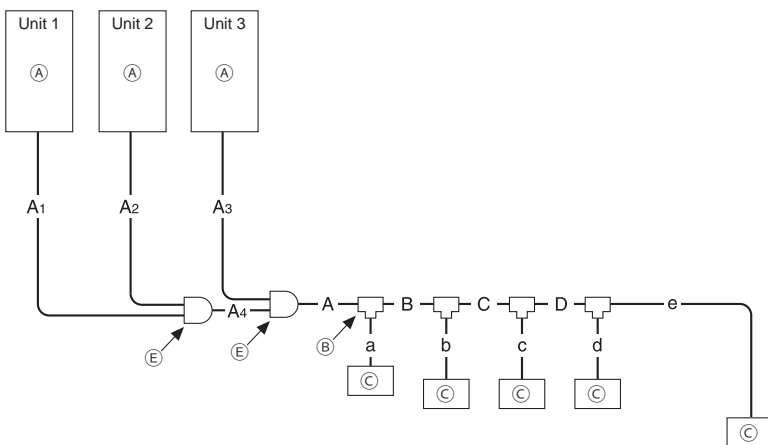 Unit 1 Unit 2 Unit 3
Ⓐ Ⓐ Ⓐ
A1 A2 A3
A4 A B C D e
Ⓔ Ⓔ Ⓑ a b c d
Ⓒ Ⓒ Ⓒ Ⓒ
Ⓒ